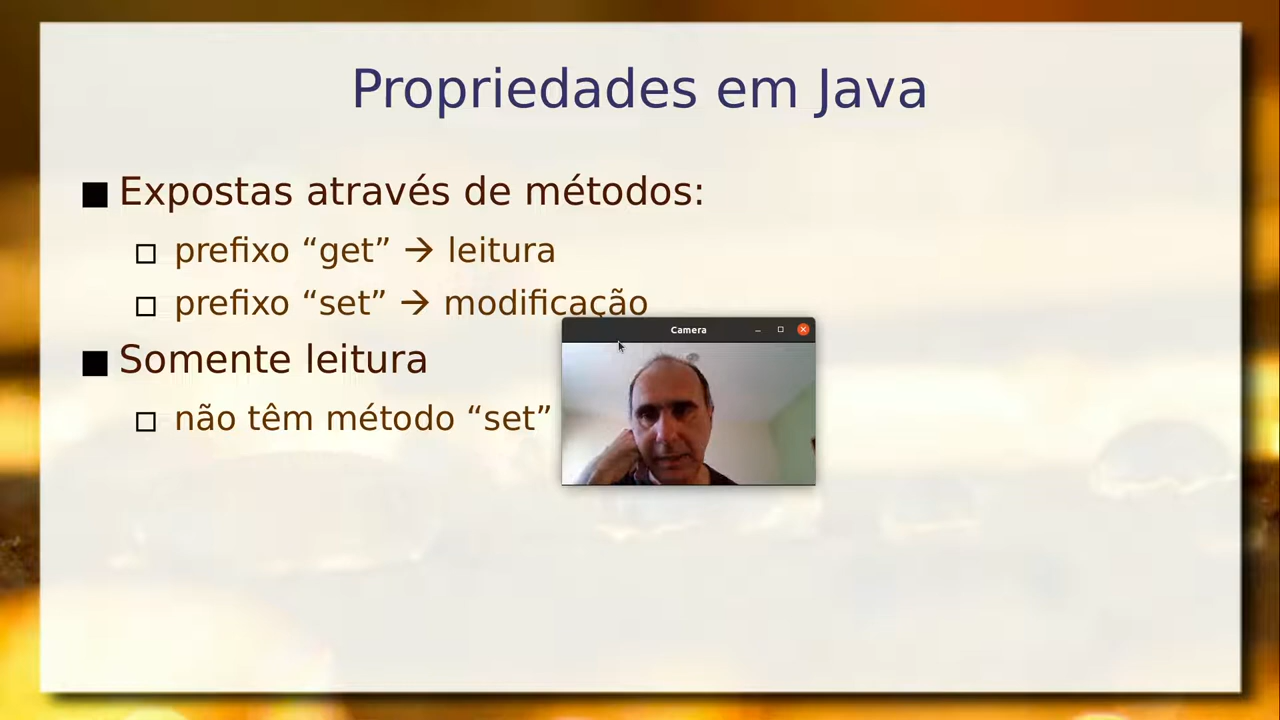 Propriedades em Java
Expostas através de métodos:
prefixo “get” → leitura
prefixo “set” → modificação
Camera
Somente leitura
não têm método “set”